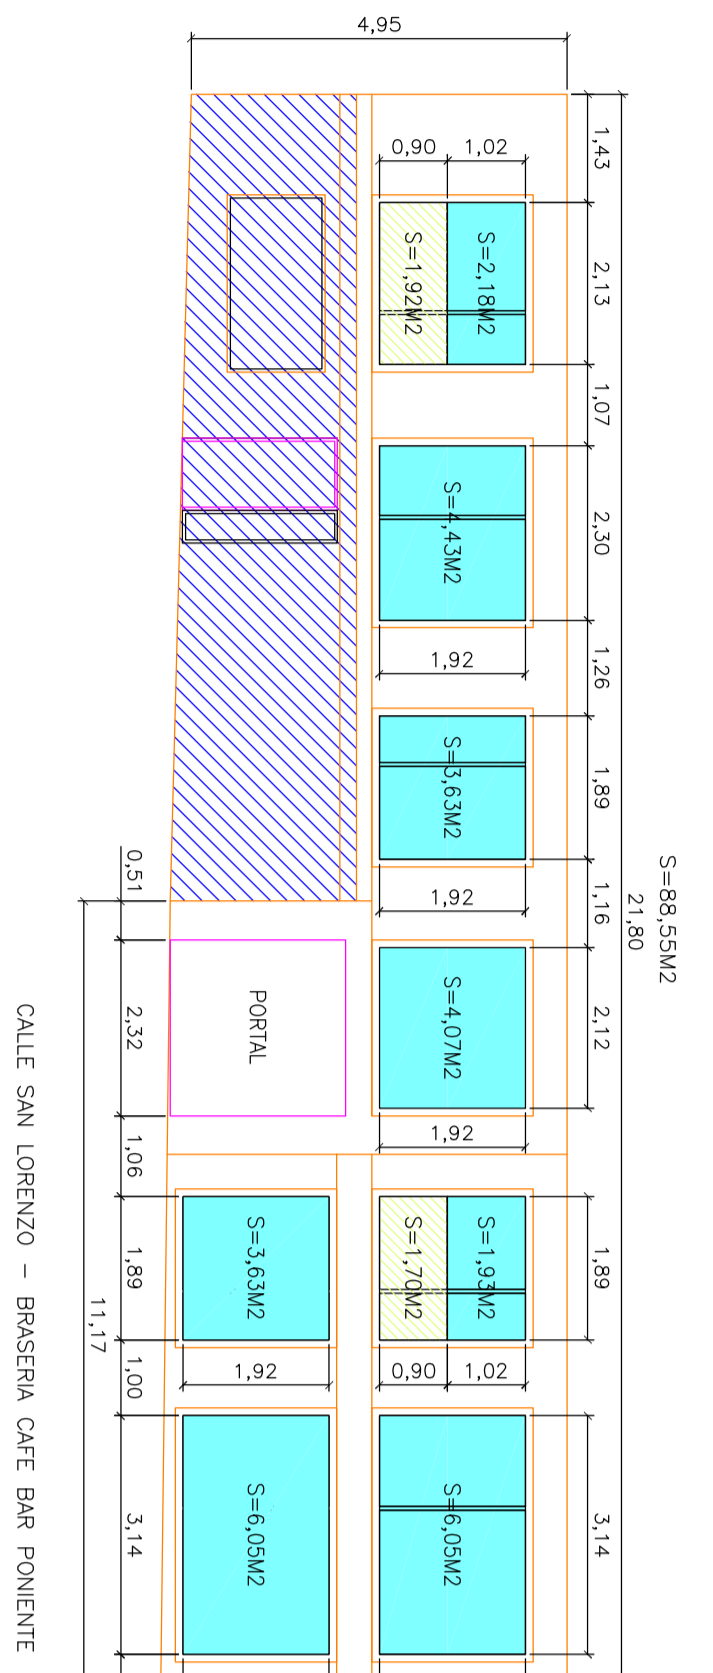 4,95
1,43
0,90
1,02
S=1,92M2
S=2,18M2
2,13
1,07
S=4,43M2
2,30
1,92
1,26
S=3,63M2
1,89
0,51
1,92
1,16
S=88,55M2
21,80
PORTAL
2,32
S=4,07M2
2,12
1,92
1,06
S=3,63M2
1,89
S=1,70M2
S=1,93M2
1,89
11,17
1,00
1,92
0,90
1,02
S=6,05M2
3,14
S=6,05M2
3,14
CALLE SAN LORENZO – BRASERIA CAFE BAR PONIENTE